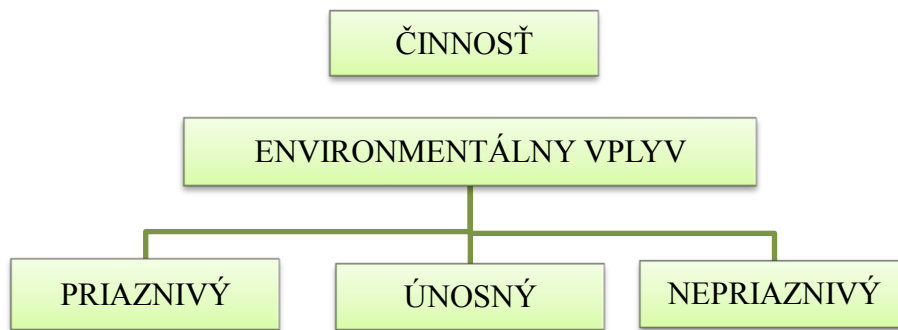 ČINNOSŤ
ENVIRONMENTÁLNY VPLYV
PRIAZNIVÝ
ÚNOSNÝ
NEPRIAZNIVÝ